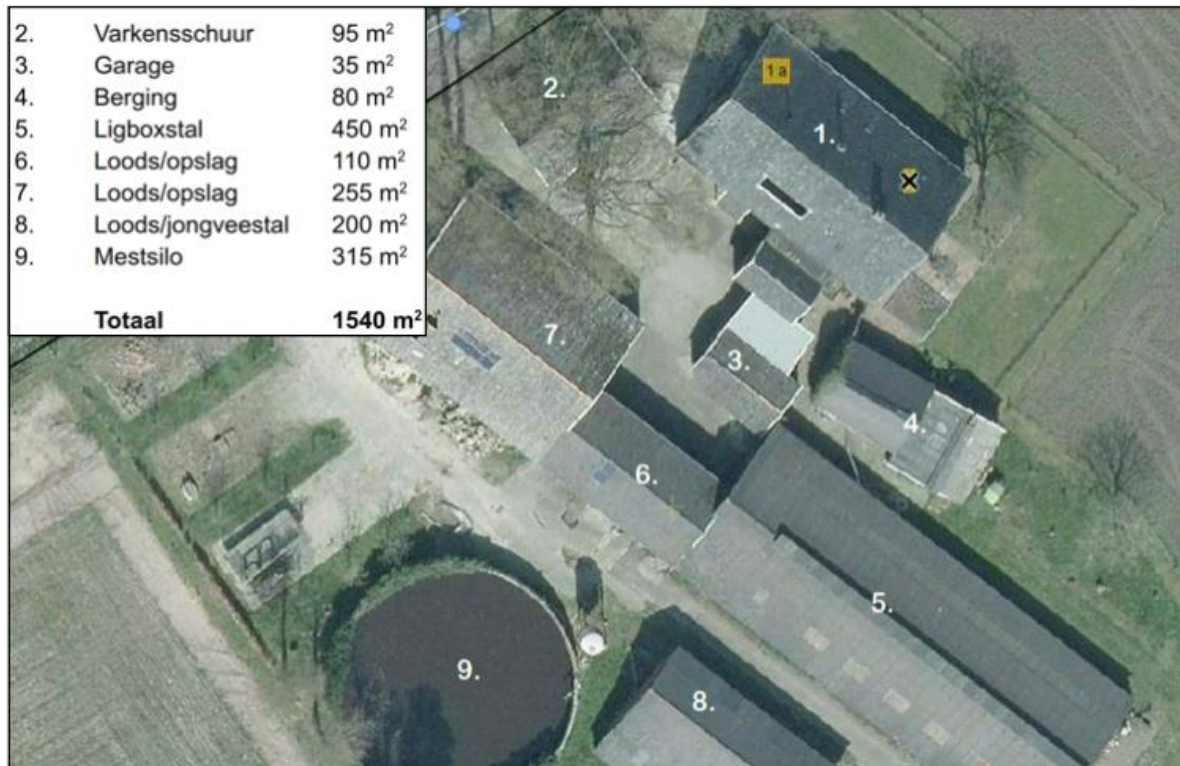 2. Varkensschuur 95 m²
3. Garage 35 m²
4. Berging 80 m²
5. Ligboxstal 450 m²
6. Loods/opslag 110 m²
7. Loods/opslag 255 m²
8. Loods/jongveestal 200 m²
9. Mestsilo 315 m²
Totaal 1540 m²
1 a
2.
1.
7.
3.
4.
6.
5.
9.
8.